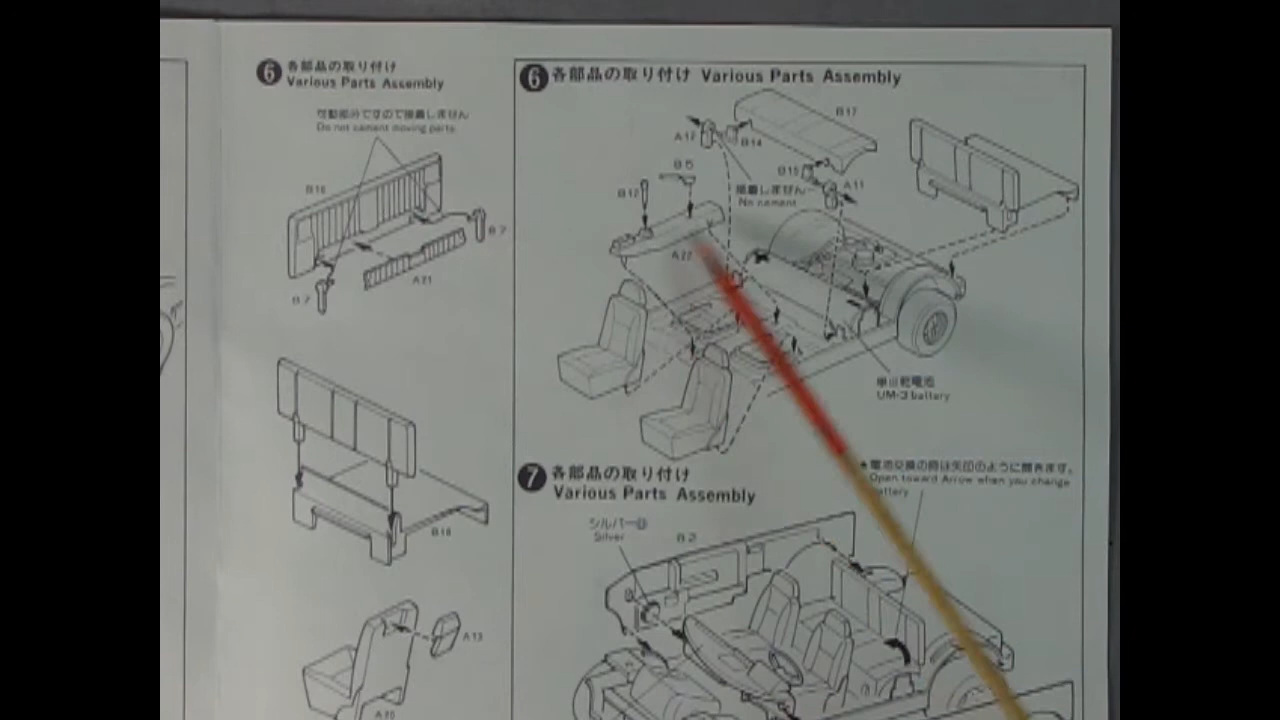 6 各部品の取り付け
Various Parts Assembly
可動部分ですので接着しません
Do not cement moving parts.
B16
B7
A21
B7
B18
A13
A20
6 各部品の取り付け Various Parts Assembly
B17
A12
B14
B5
B15
A11
B12
接着しません
No cement
A22
単III乾電池
UM-3 battery
7 各部品の取り付け
Various Parts Assembly
★電池交換の時は矢印のように開きます。
Open toward Arrow when you change
battery
シルバー
Silver
B2